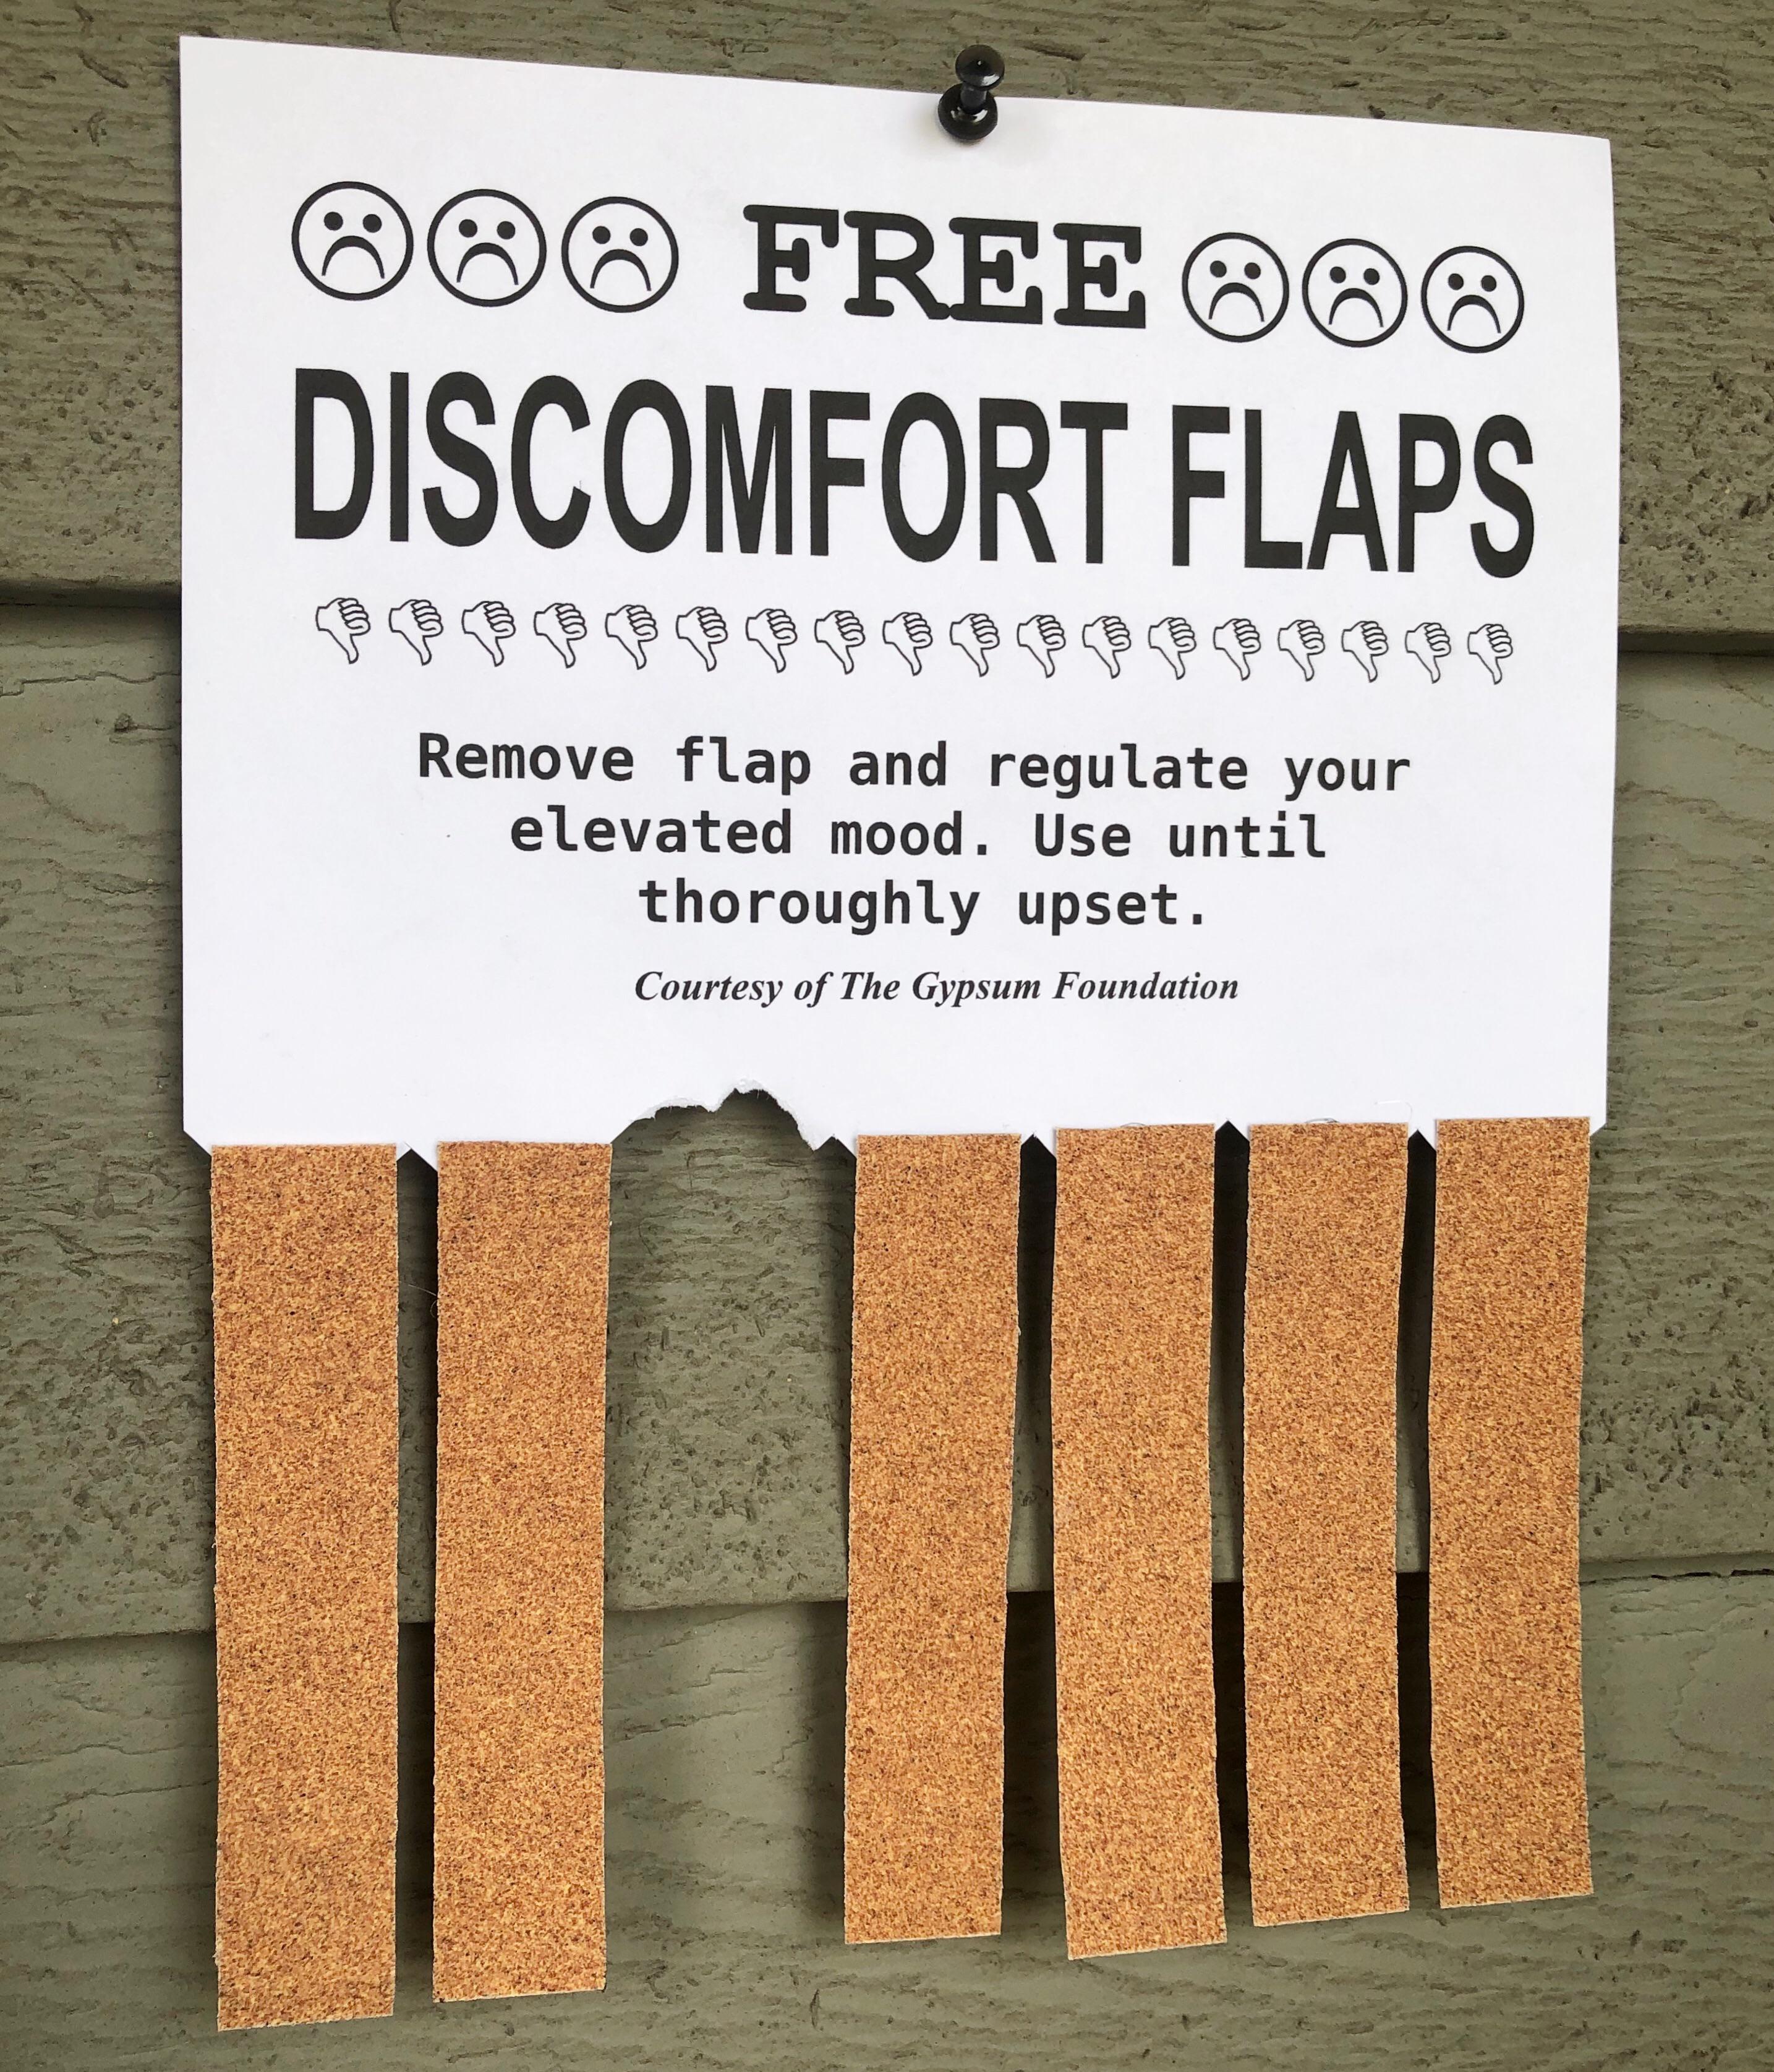 FREE
DISCOMFORT FLAPS
Remove flap and regulate your
elevated mood. Use until
thoroughly upset.
Courtesy of The Gypsum Foundation